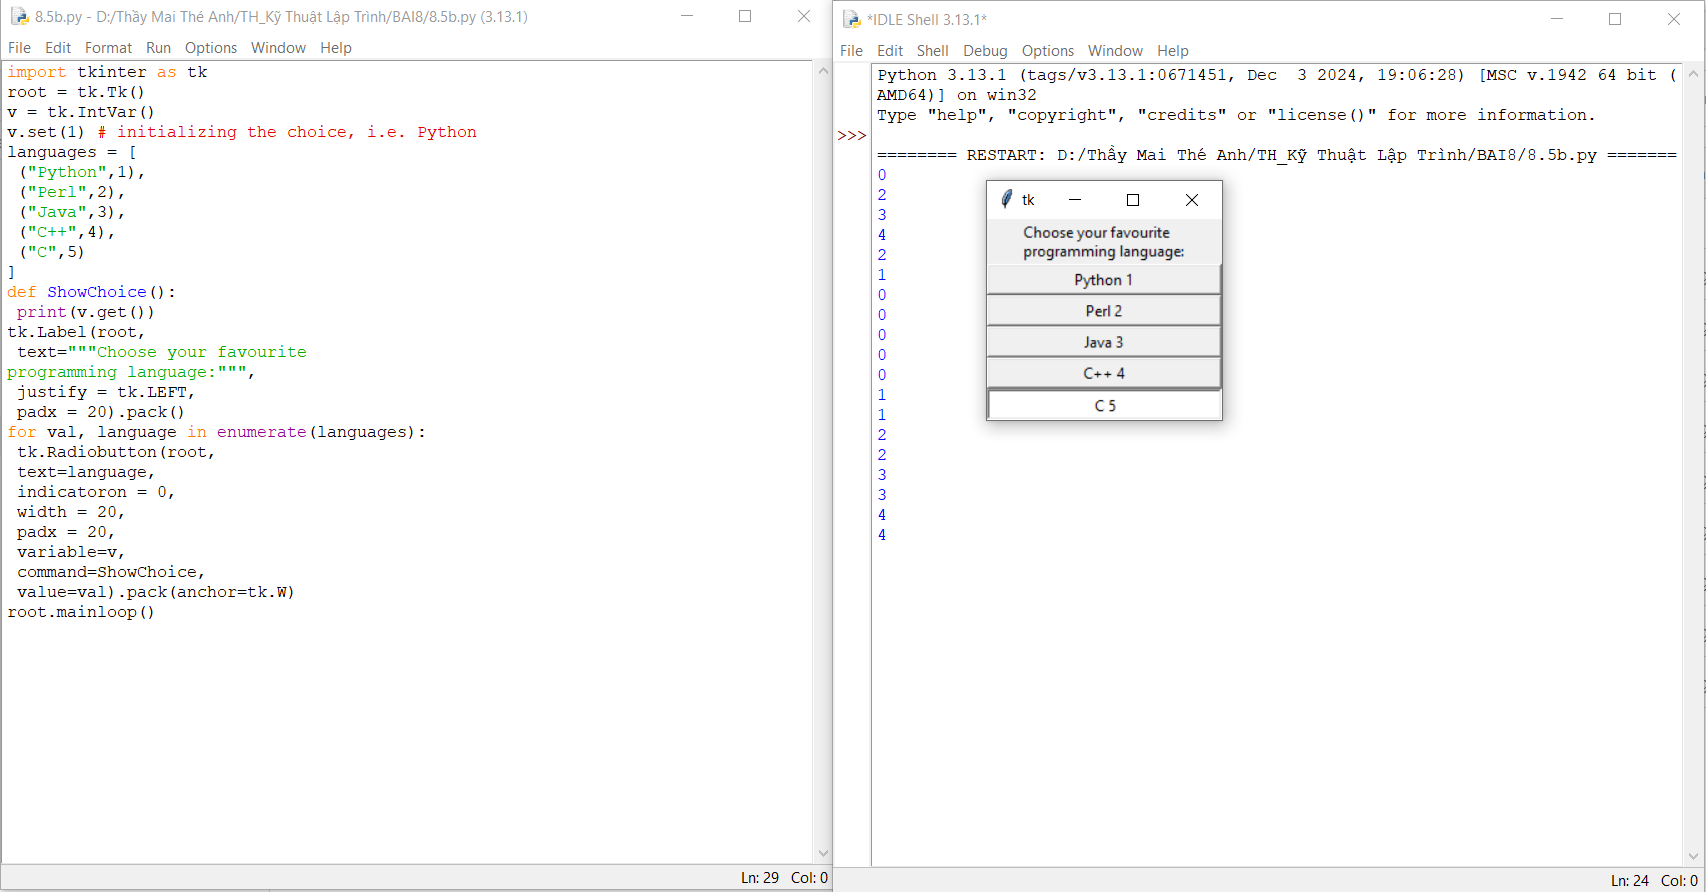 8.5b.py - D:/Thầy Mai Thé Anh/TH_Kỹ Thuật Lập Trình/BAI8/8.5b.py (3.13.1)
File Edit Format Run Options Window Help
import tkinter as tk
root = tk.Tk()
v = tk.IntVar()
v.set(1) # initializing the choice, i.e. Python
languages = [
 ("Python",1),
 ("Perl",2),
 ("Java",3),
 ("C++",4),
 ("C",5)
]
def ShowChoice():
 print(v.get())
tk.Label(root,
 text="""Choose your favourite
programming language:""",
 justify = tk.LEFT,
 padx = 20).pack()
for val, language in enumerate(languages):
 tk.Radiobutton(root,
 text=language,
 indicatoron = 0,
 width = 20,
 padx = 20,
 variable=v,
 command=ShowChoice,
 value=val).pack(anchor=tk.W)
root.mainloop()
Ln: 29 Col: 0
*IDLE Shell 3.13.1*
File Edit Shell Debug Options Window Help
Python 3.13.1 (tags/v3.13.1:0671451, Dec  3 2024, 19:06:28) [MSC v.1942 64 bit (
AMD64)] on win32
Type "help", "copyright", "credits" or "license()" for more information.
>>>
======== RESTART: D:/Thầy Mai Thé Anh/TH_Kỹ Thuật Lập Trình/BAI8/8.5b.py =======
0
2
3
4
2
1
0
0
0
0
0
1
1
2
2
3
3
4
4
tk
Choose your favourite
programming language:
Python 1
Perl 2
Java 3
C++ 4
C 5
Ln: 24 Col: 0